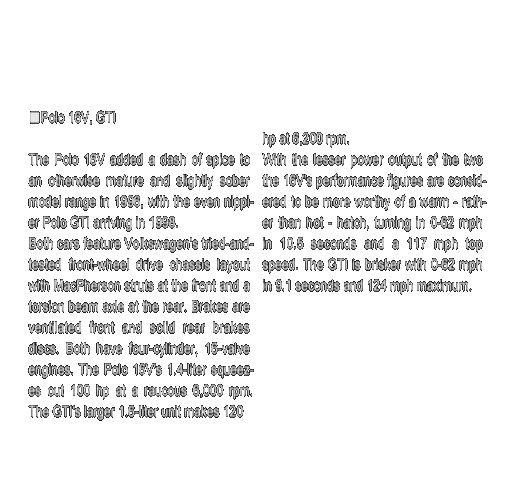 Polo 16V, GTI
The Polo 16V added a dash of spice to
an otherwise mature and slightly sober
model range in 1996, with the even nippi-
er Polo GTI arriving in 1998.
Both cars feature Volkswagen's tried-and-
tested front-wheel drive chassis layout
with MacPherson struts at the front and a
torsion beam axle at the rear. Brakes are
ventilated front and solid rear brakes
discs. Both have four-cylinder, 16-valve
engines. The Polo 16V's 1.4-liter squeez-
es out 100 hp at a raucous 6,000 rpm.
The GTI's larger 1.6-liter unit makes 120
hp at 6,200 rpm.
With the lesser power output of the two
the 16V's performance figures are consid-
ered to be more worthy of a warm - rath-
er than hot - hatch, turning in 0-62 mph
in 10.6 seconds and a 117 mph top
speed. The GTI is brisker with 0-62 mph
in 9.1 seconds and 124 mph maximum.